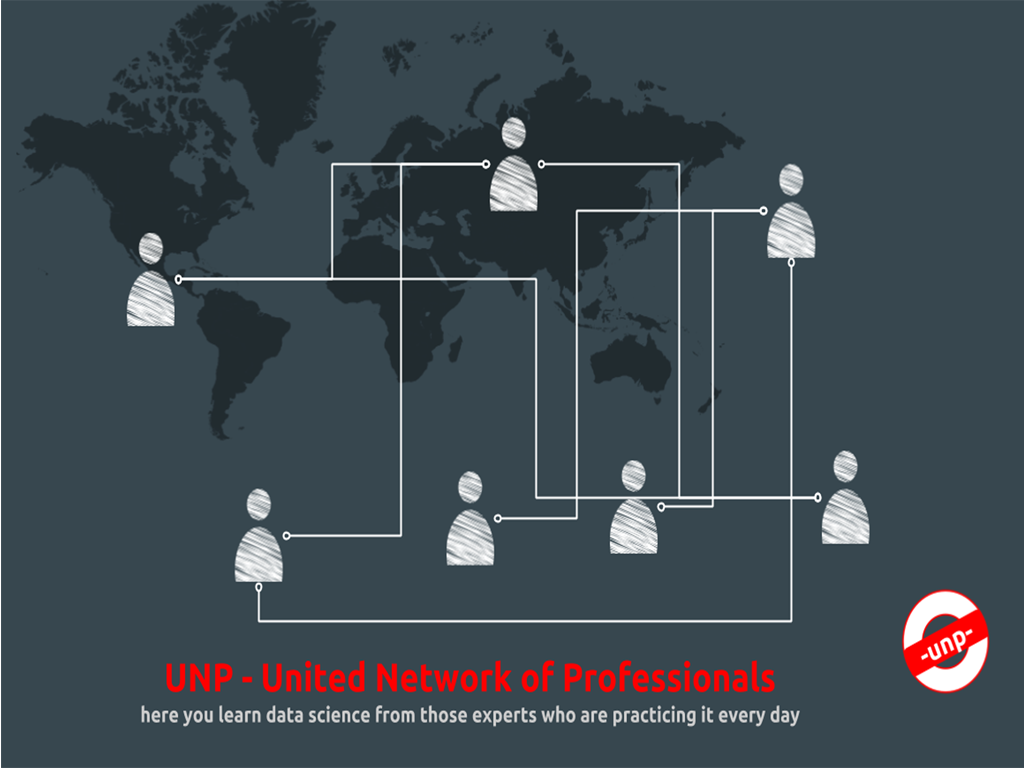 -unp-
UNP - United Network of Professionals
here you learn data science from those experts who are practicing it every day